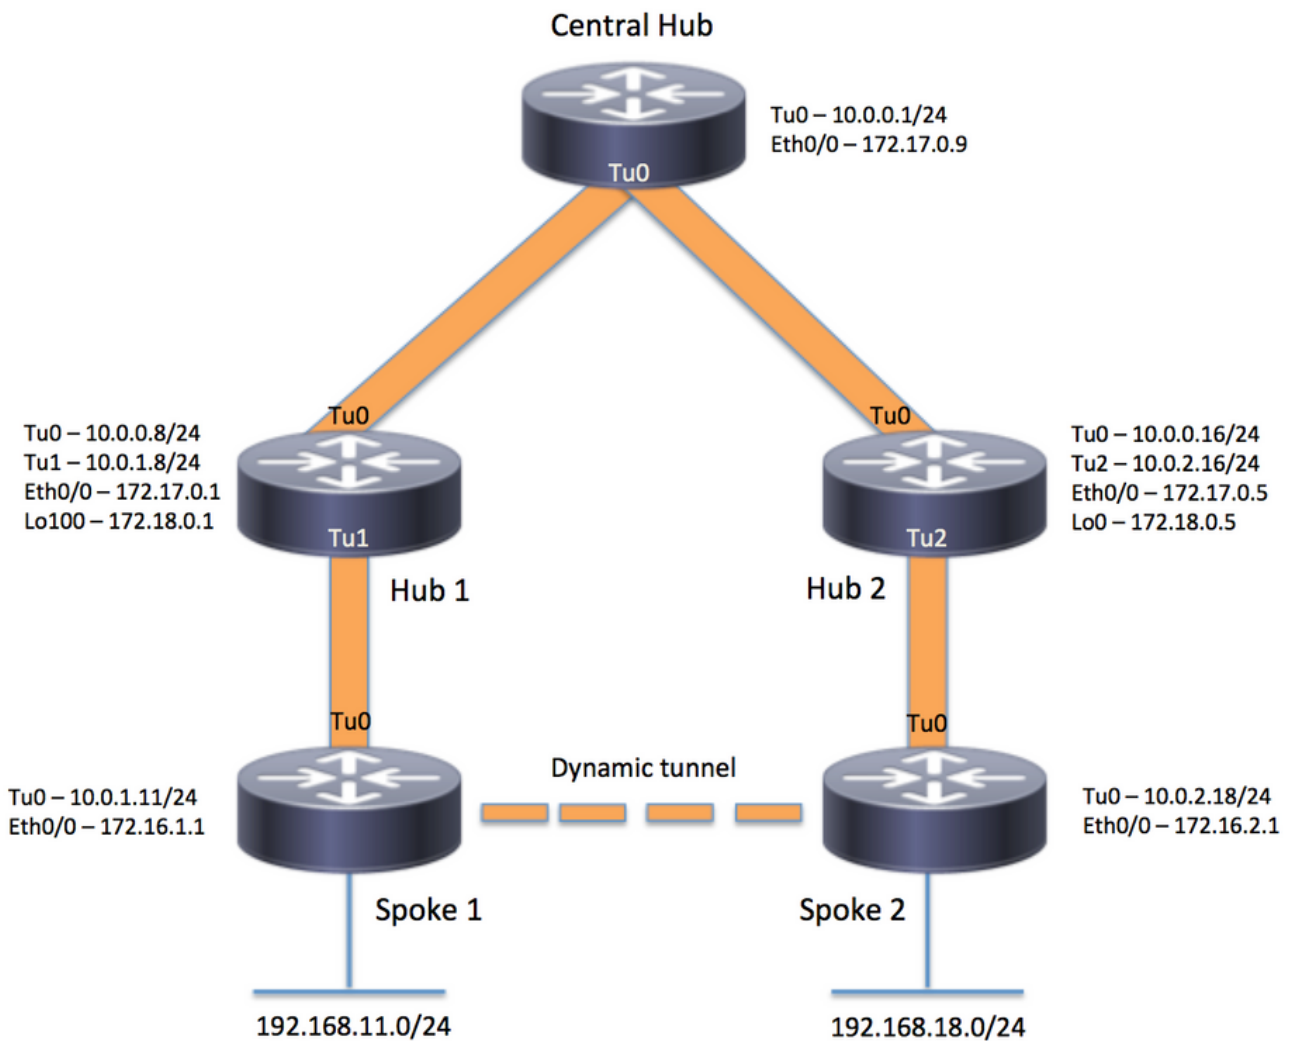 Central Hub
Tu0 – 10.0.0.1/24
Eth0/0 – 172.17.0.9
Tu0
Tu0
Tu0
Tu0 – 10.0.0.8/24
Tu1 – 10.0.1.8/24
Eth0/0 – 172.17.0.1
Lo100 – 172.18.0.1
Tu0 – 10.0.0.16/24
Tu2 – 10.0.2.16/24
Eth0/0 – 172.17.0.5
Lo0 – 172.18.0.5
Tu1
Tu2
Hub 1
Hub 2
Tu0
Tu0
Dynamic tunnel
Tu0 – 10.0.1.11/24
Eth0/0 – 172.16.1.1
Tu0 – 10.0.2.18/24
Eth0/0 – 172.16.2.1
Spoke 1
Spoke 2
192.168.11.0/24
192.168.18.0/24